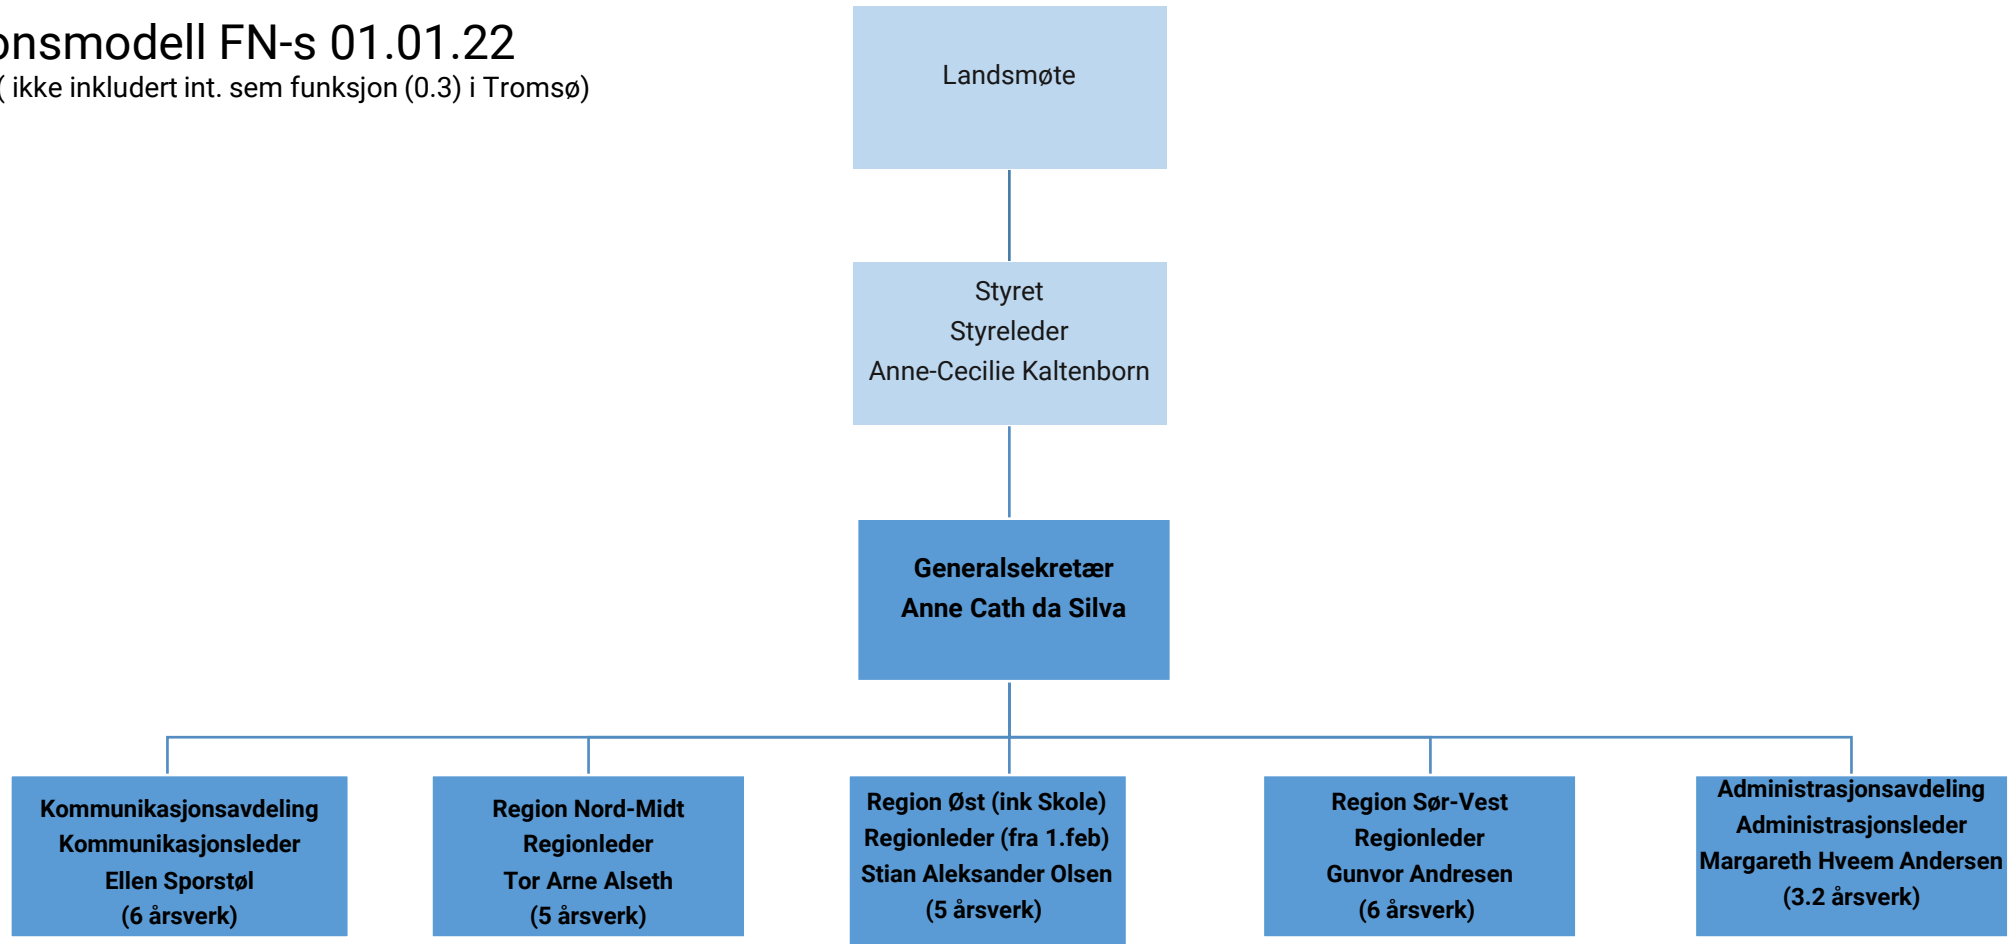 onsmodell FN-s 01.01.22
( ikke inkludert int. sem funksjon (0.3) i Tromsø)
Landsmøte
Styret
Styreleder
Anne-Cecilie Kaltenborn
Generalsekretær
Anne Cath da Silva
Kommunikasjonsavdeling
Kommunikasjonsleder
Ellen Sporstøl
(6 årsverk)
Region Nord-Midt
Regionleder
Tor Arne Alseth
(5 årsverk)
Region Øst (ink Skole)
Regionleder (fra 1.feb)
Stian Aleksander Olsen
(5 årsverk)
Region Sør-Vest
Regionleder
Gunvor Andresen
(6 årsverk)
Administrasjonsavdeling
Administrasjonsleder
Margareth Hveem Andersen
(3.2 årsverk)